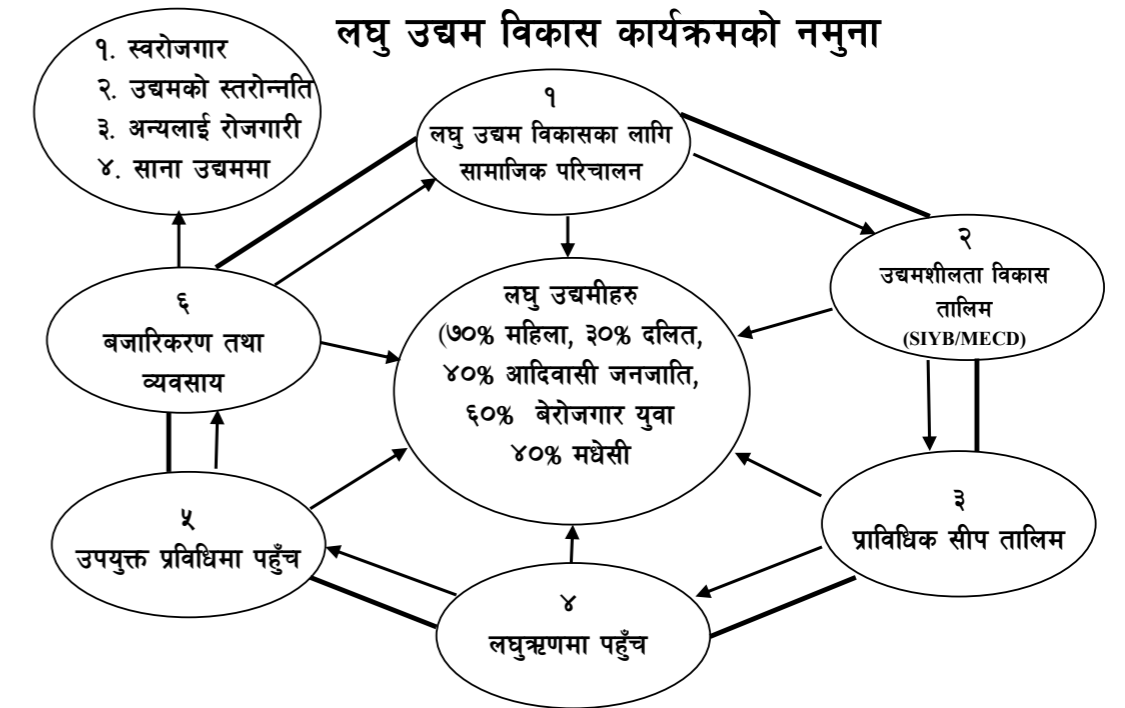 लघु उद्यम विकास कार्यक्रमको नमुना
१. स्वरोजगार
२. उद्यमको स्तरोन्नति
३. अन्यलाई रोजगारी
४. साना उद्यममा
१
लघु उद्यम विकासका लागि
सामाजिक परिचालन
२
उद्यमशीलता विकास
तालिम
(SIYB/MECD)
३
प्राविधिक सीप तालिम
४
लघुऋणमा पहुँच
५
उपयुक्त प्रविधिमा पहुँच
६
बजारिकरण तथा
व्यवसाय
लघु उद्यमीहरु
(७०% महिला, ३०% दलित,
४०% आदिवासी जनजाति,
६०% बेरोजगार युवा
४०% मधेसी